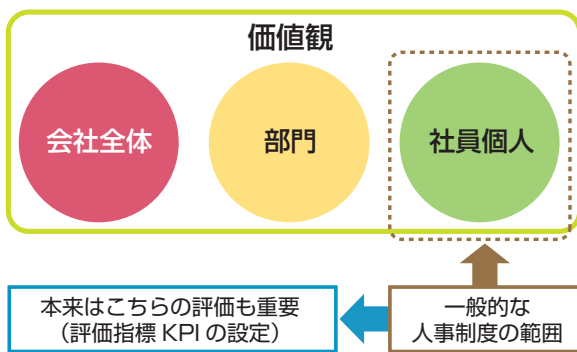 価値観
会社全体
部門
社員個人
本来はこちらの評価も重要
（評価指標 KPI の設定）
一般的な
人事制度の範囲